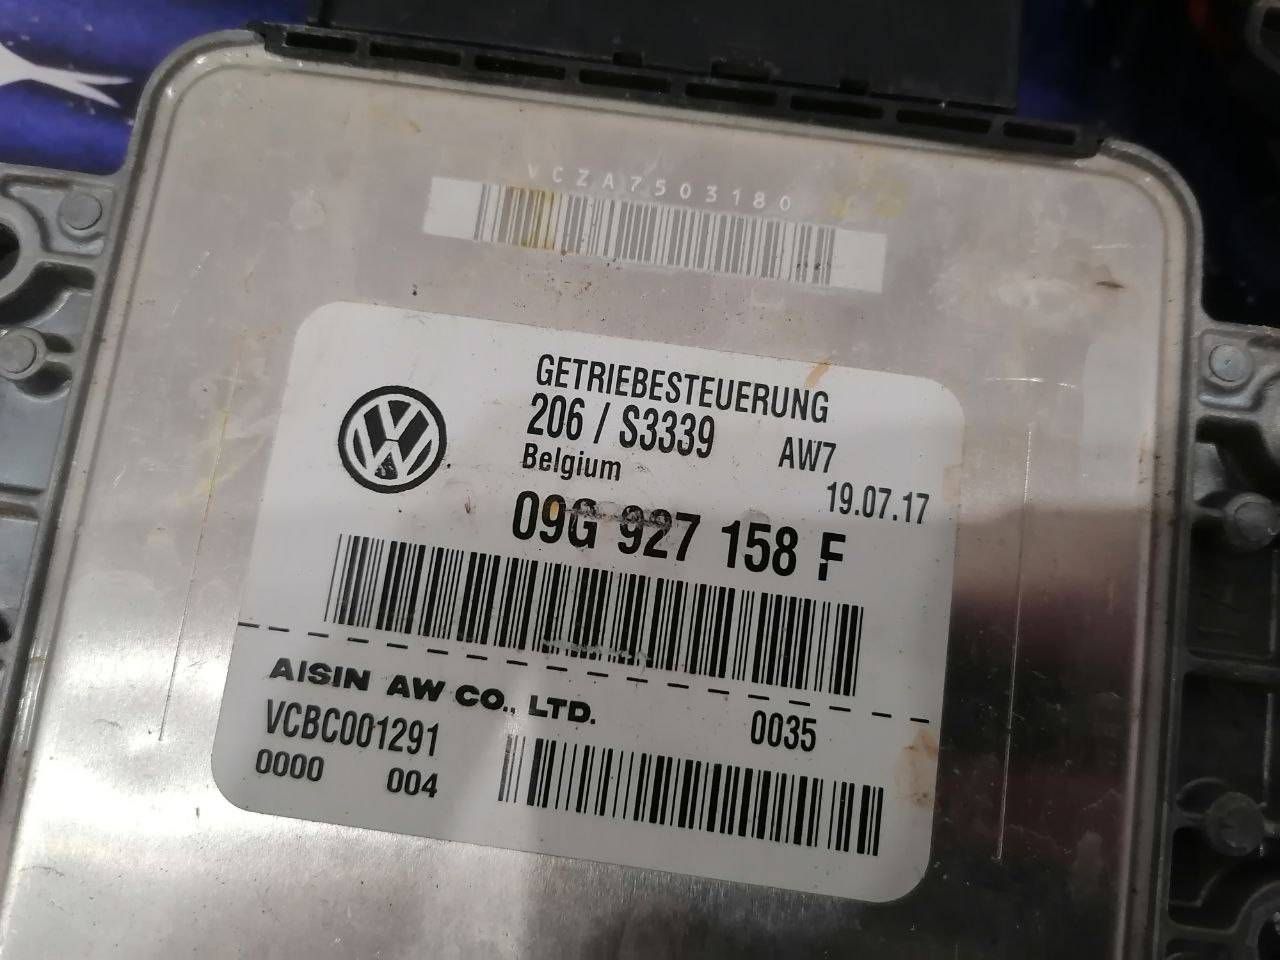 VCZA7503180
GETRIEBESTEUERUNG
206 / S3339 AW7
Belgium 19.07.17
09G 927 158 F
AISIN AW CO., LTD. 0035
VCBC001291
0000 004